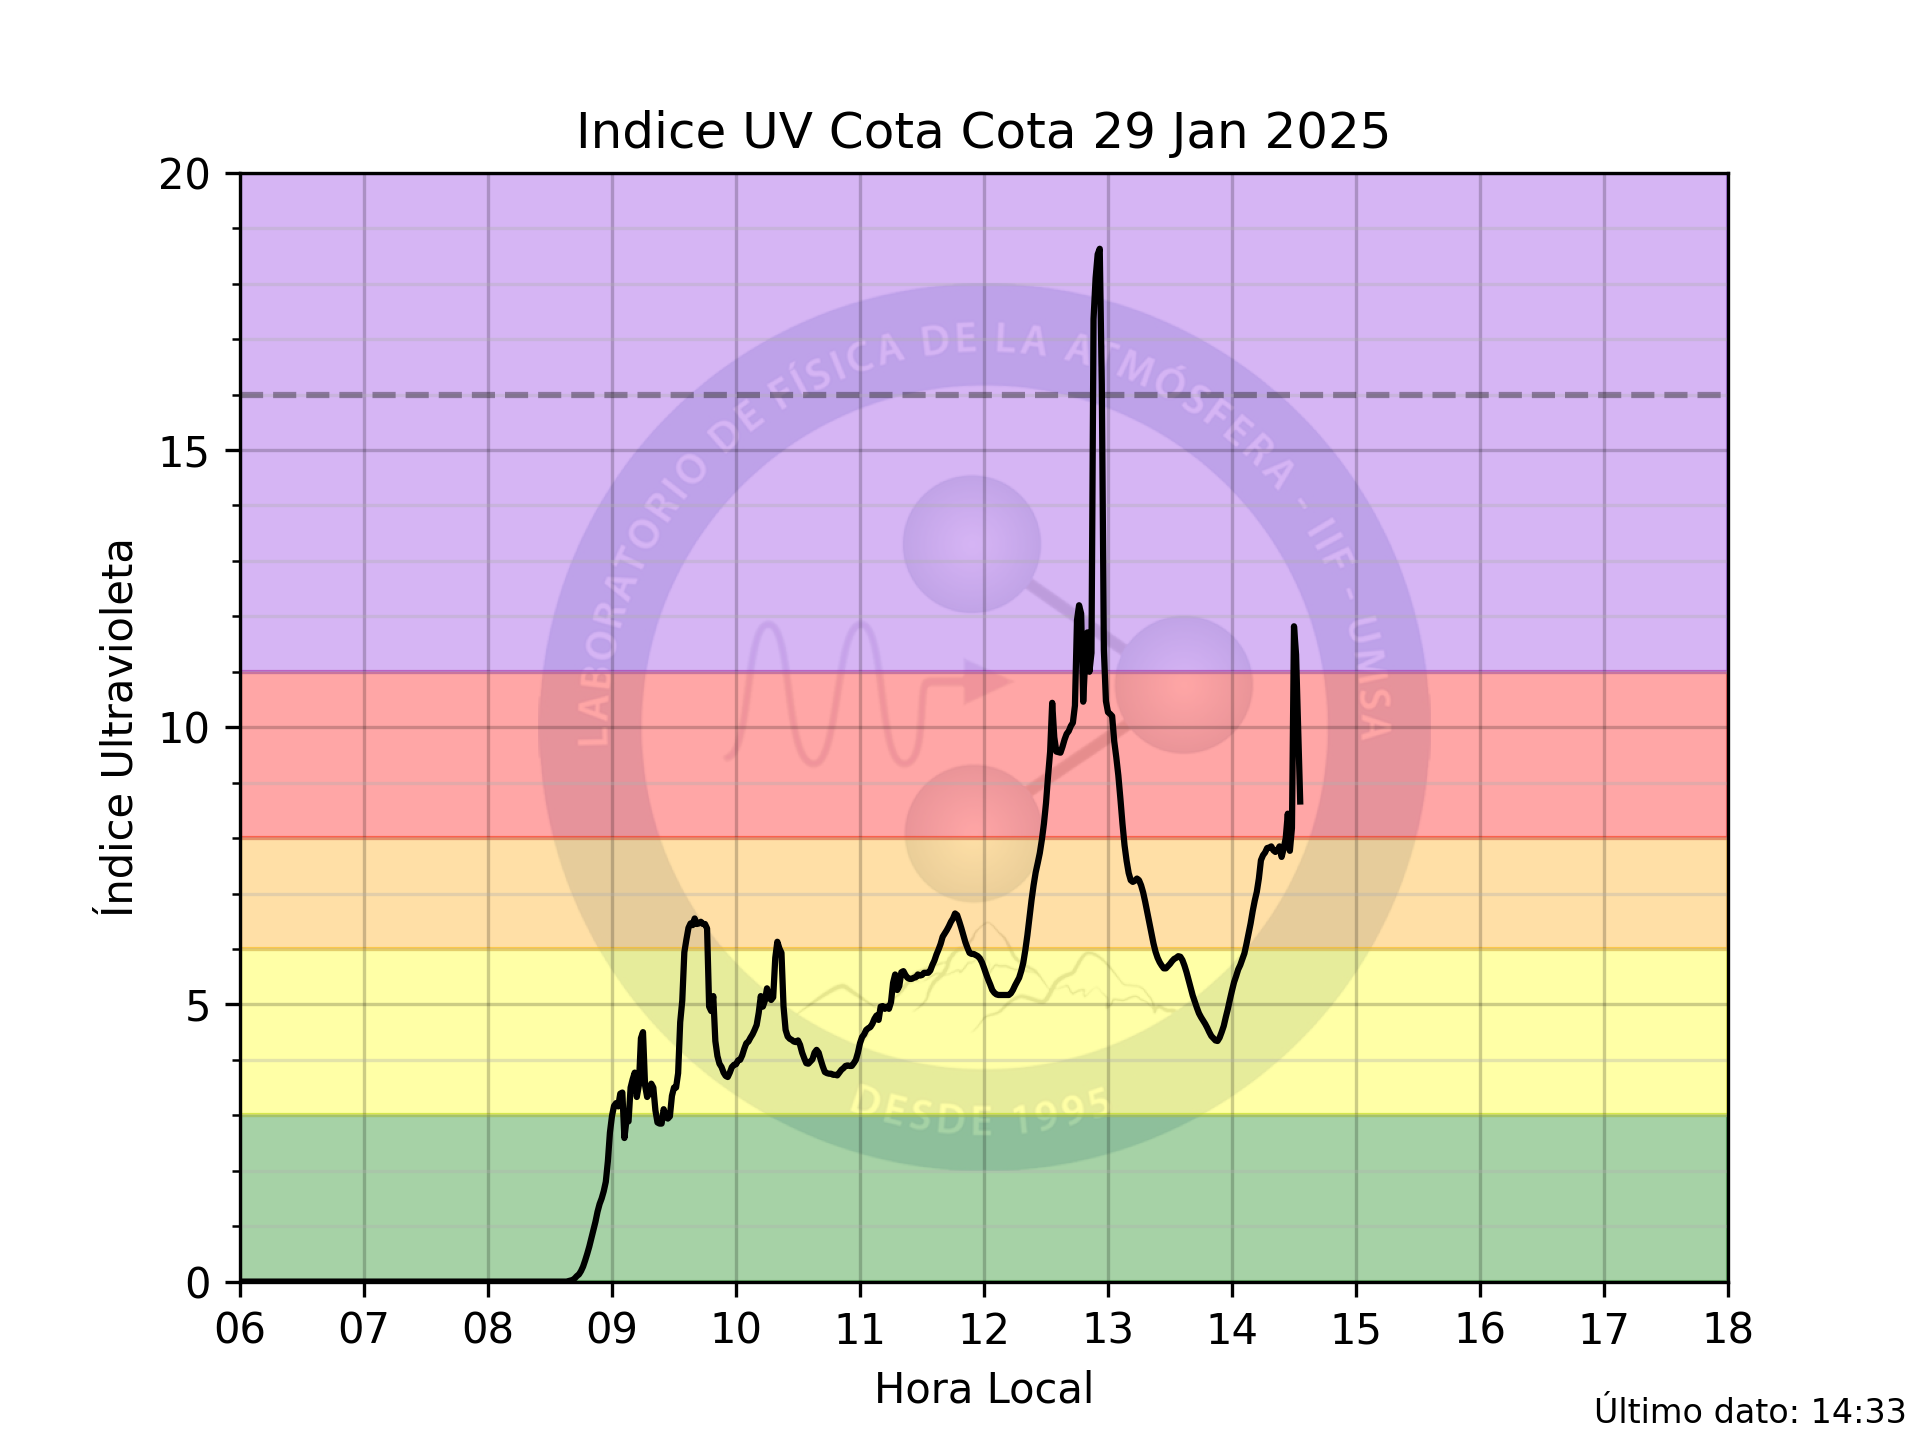 Indice UV Cota Cota 29 Jan 2025
20
15
10
5
0
Índice Ultravioleta
LABORATORIO DE FÍSICA DE LA ATMÓSFERA - IIF - UMSA
DESDE 1995
06 07 08 09 10 11 12 13 14 15 16 17 18
Hora Local
Último dato: 14:33